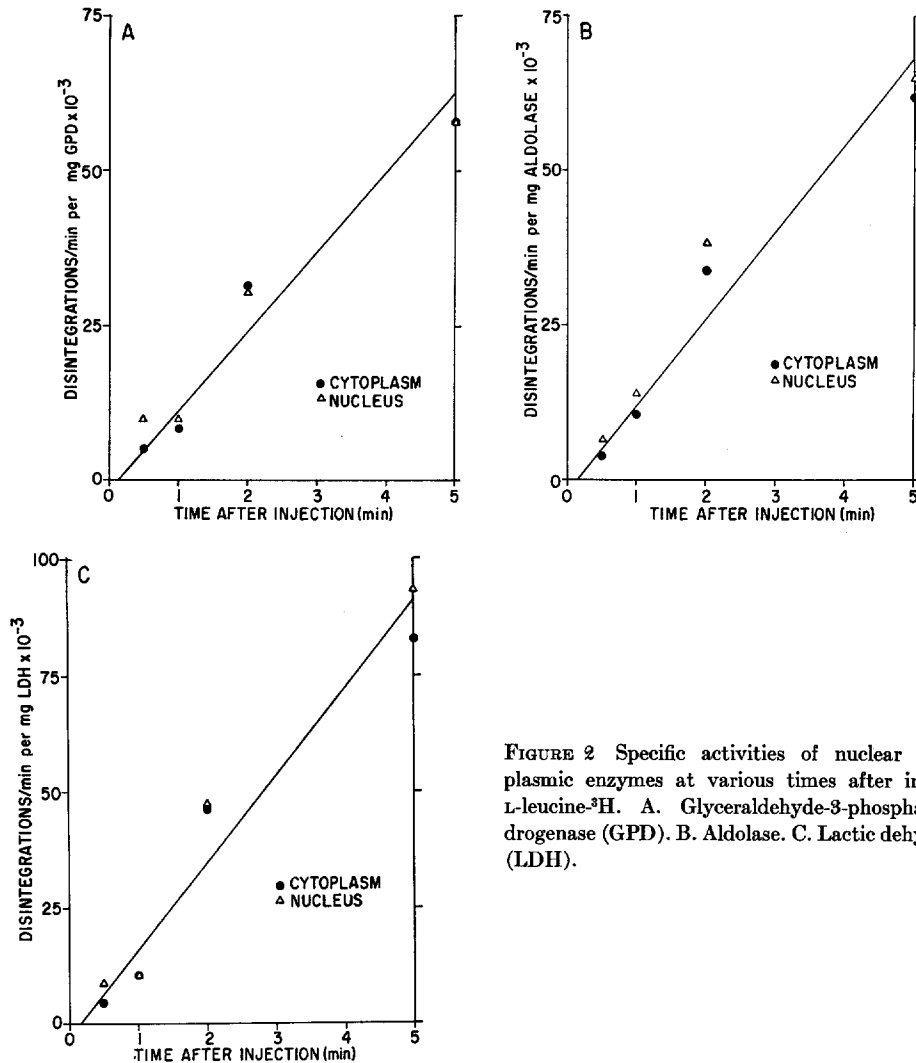 A
DISINTEGRATIONS/min per mg GPD x 10⁻³
75
50
25
0
0 1 2 3 4 5
TIME AFTER INJECTION (min)
● CYTOPLASM
△ NUCLEUS
B
DISINTEGRATIONS/min per mg ALDOLASE x 10⁻³
75
50
25
0
0 1 2 3 4 5
TIME AFTER INJECTION (min)
● CYTOPLASM
△ NUCLEUS
C
DISINTEGRATIONS/min per mg LDH x 10⁻³
100
75
50
25
0
0 1 2 3 4 5
TIME AFTER INJECTION (min)
● CYTOPLASM
△ NUCLEUS
FIGURE 2 Specific activities of nuclear
plasmic enzymes at various times after in
L-leucine-³H. A. Glyceraldehyde-3-phospha
drogenase (GPD). B. Aldolase. C. Lactic dehy
(LDH).